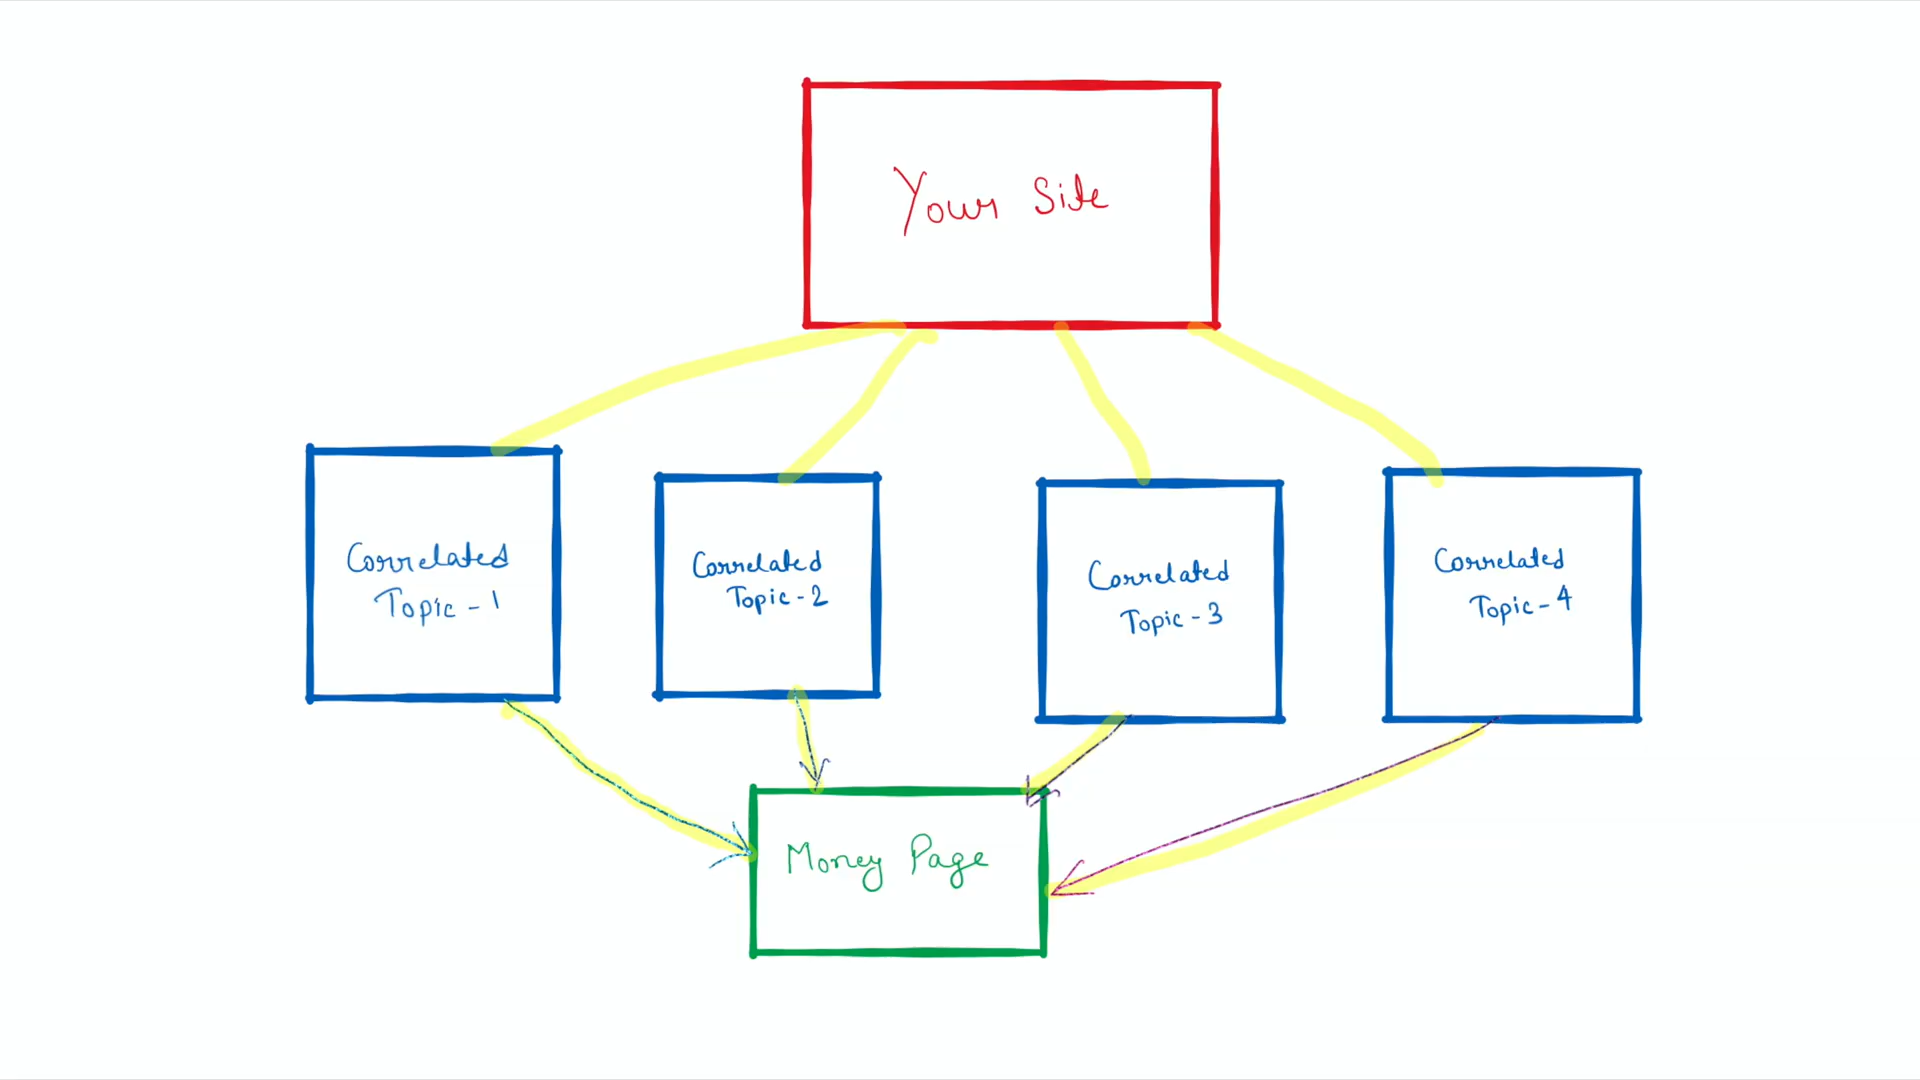 Your Site
Correlated
Topic - 1
Correlated
Topic - 2
Correlated
Topic - 3
Correlated
Topic - 4
Money Page